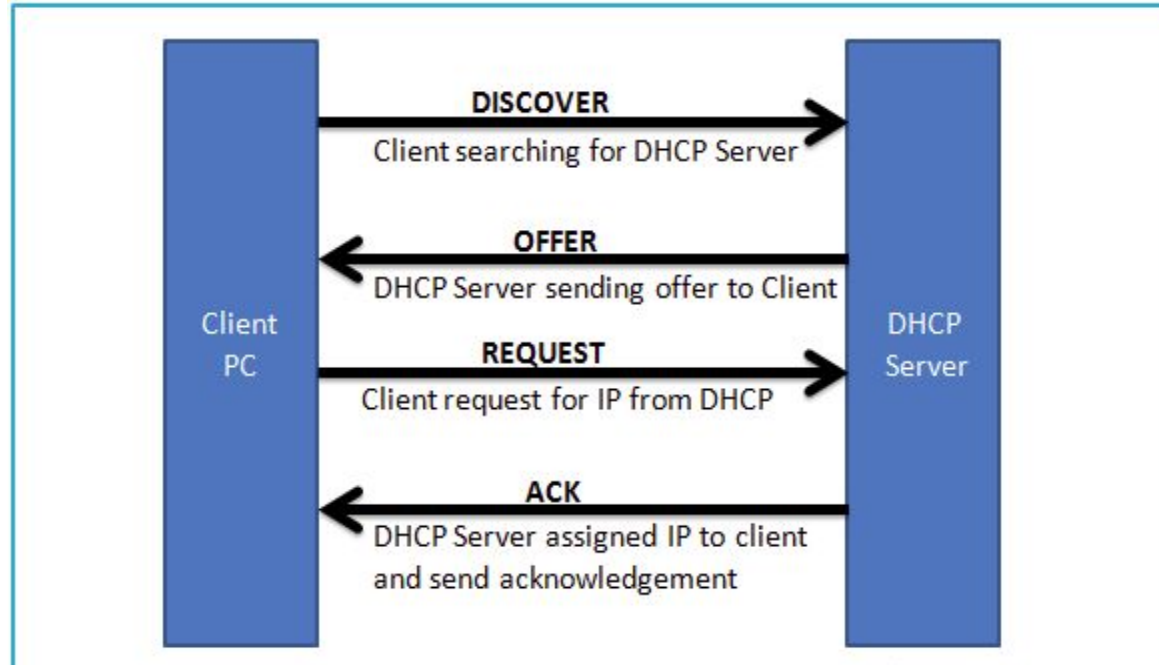 DISCOVER
Client searching for DHCP Server
OFFER
DHCP Server sending offer to Client
Client
PC
DHCP
Server
REQUEST
Client request for IP from DHCP
ACK
DHCP Server assigned IP to client
and send acknowledgement